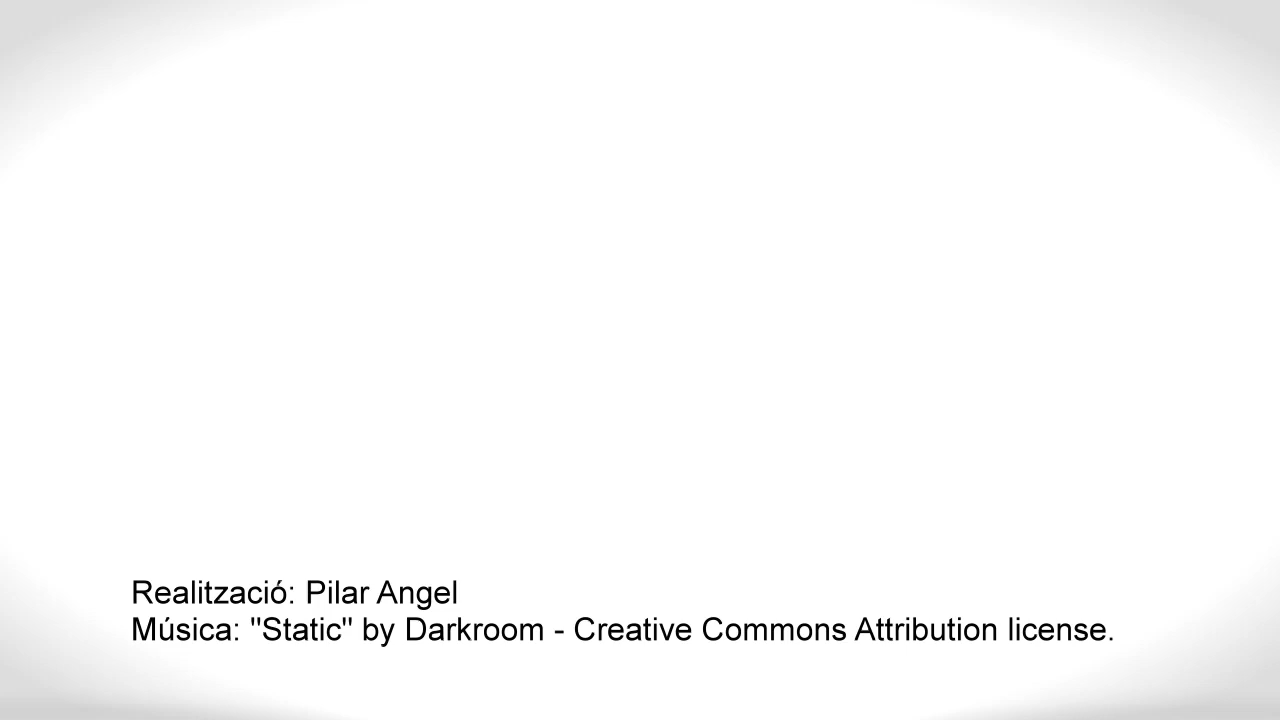 Realització: Pilar Angel
Música: "Static" by Darkroom - Creative Commons Attribution license.